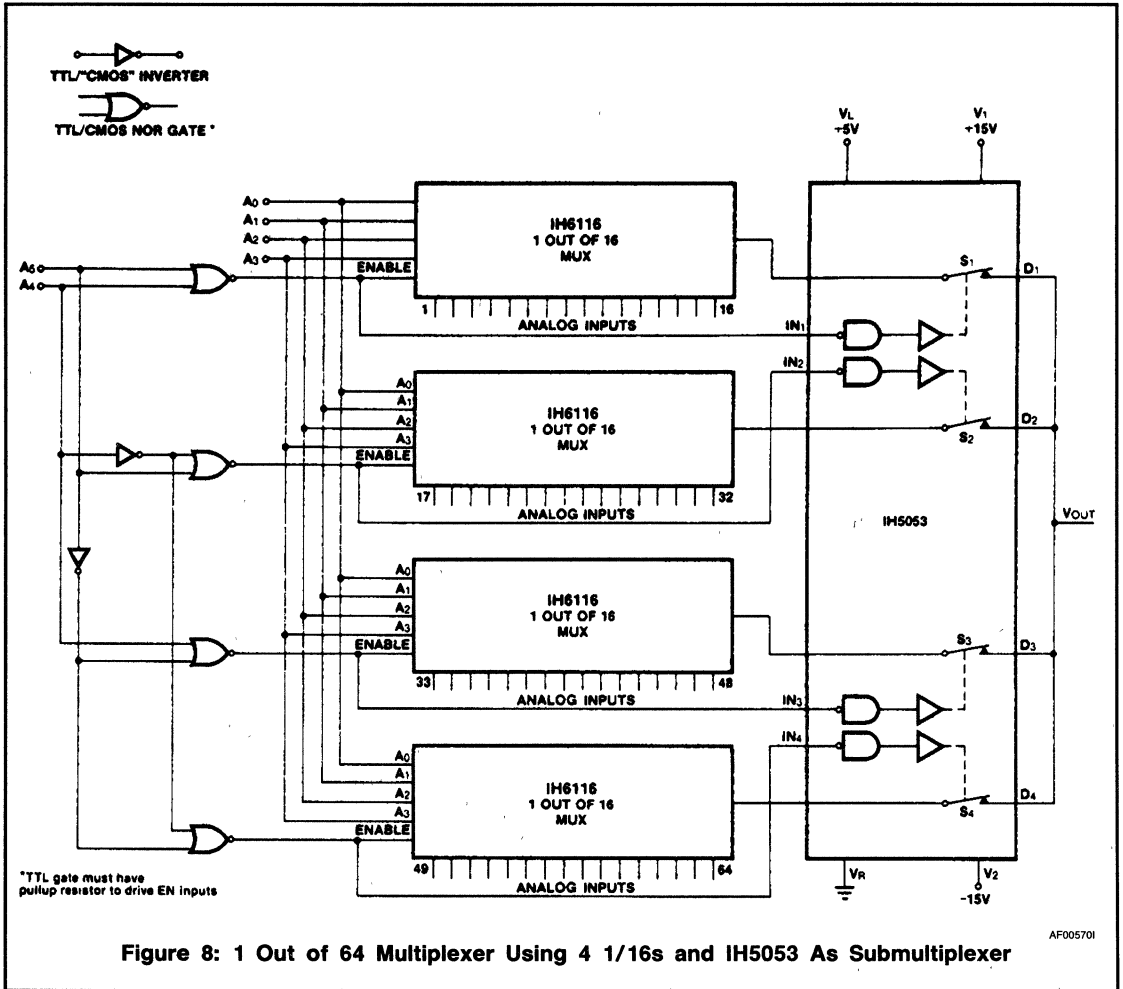 TTL/"CMOS" INVERTER
TTL/CMOS NOR GATE *
VL
+5V
V1
+15V
A0
A1
A2
A3
ENABLE
IH6116
1 OUT OF 16
MUX
1
16
ANALOG INPUTS
A5
A4
S1
D1
IN1
IN2
A0
A1
A2
A3
ENABLE
IH6116
1 OUT OF 16
MUX
17
32
ANALOG INPUTS
S2
D2
IH5053
VOUT
A0
A1
A2
A3
ENABLE
IH6116
1 OUT OF 16
MUX
33
48
ANALOG INPUTS
S3
D3
IN3
IN4
A0
A1
A2
A3
ENABLE
IH6116
1 OUT OF 16
MUX
49
64
ANALOG INPUTS
S4
D4
*TTL gate must have
pullup resistor to drive EN inputs
VR
V2
-15V
AF00570I
Figure 8: 1 Out of 64 Multiplexer Using 4 1/16s and IH5053 As Submultiplexer